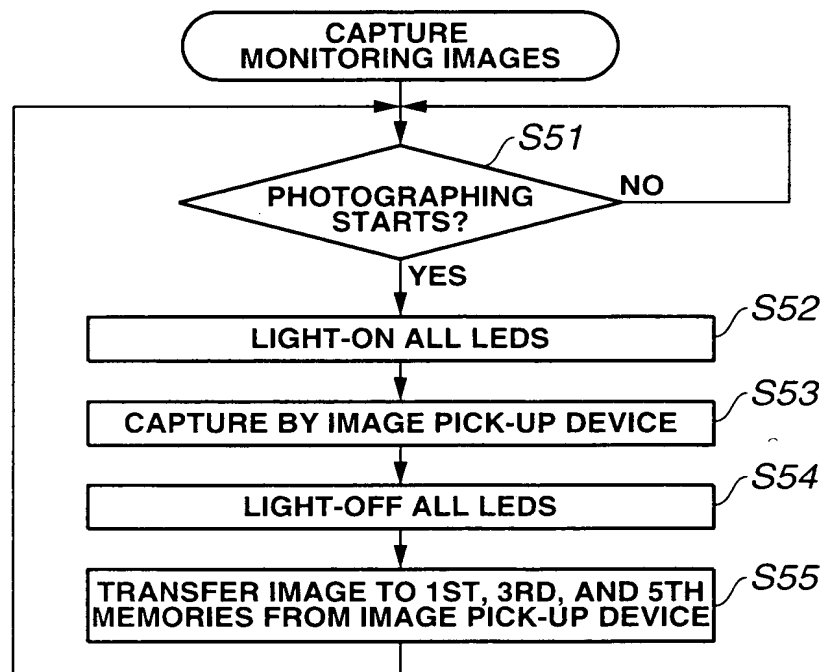 CAPTURE
MONITORING IMAGES
S51
PHOTOGRAPHING
STARTS?
NO
YES
S52
LIGHT-ON ALL LEDS
S53
CAPTURE BY IMAGE PICK-UP DEVICE
S54
LIGHT-OFF ALL LEDS
S55
TRANSFER IMAGE TO 1ST, 3RD, AND 5TH
MEMORIES FROM IMAGE PICK-UP DEVICE